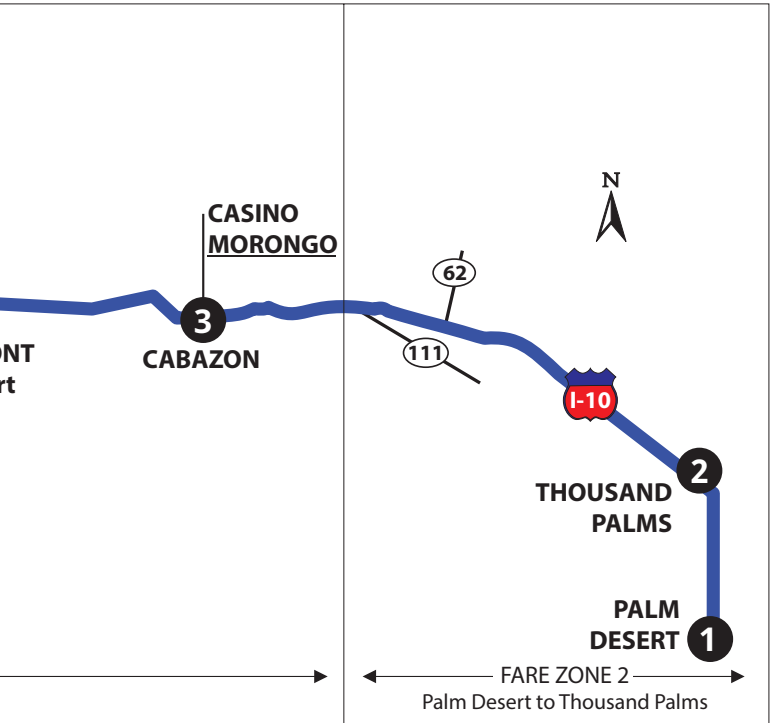 N
CASINO
MORONGO
62
3
ONT
rt
CABAZON
111
I-10
2
THOUSAND
PALMS
PALM
DESERT
1
FARE ZONE 2
Palm Desert to Thousand Palms